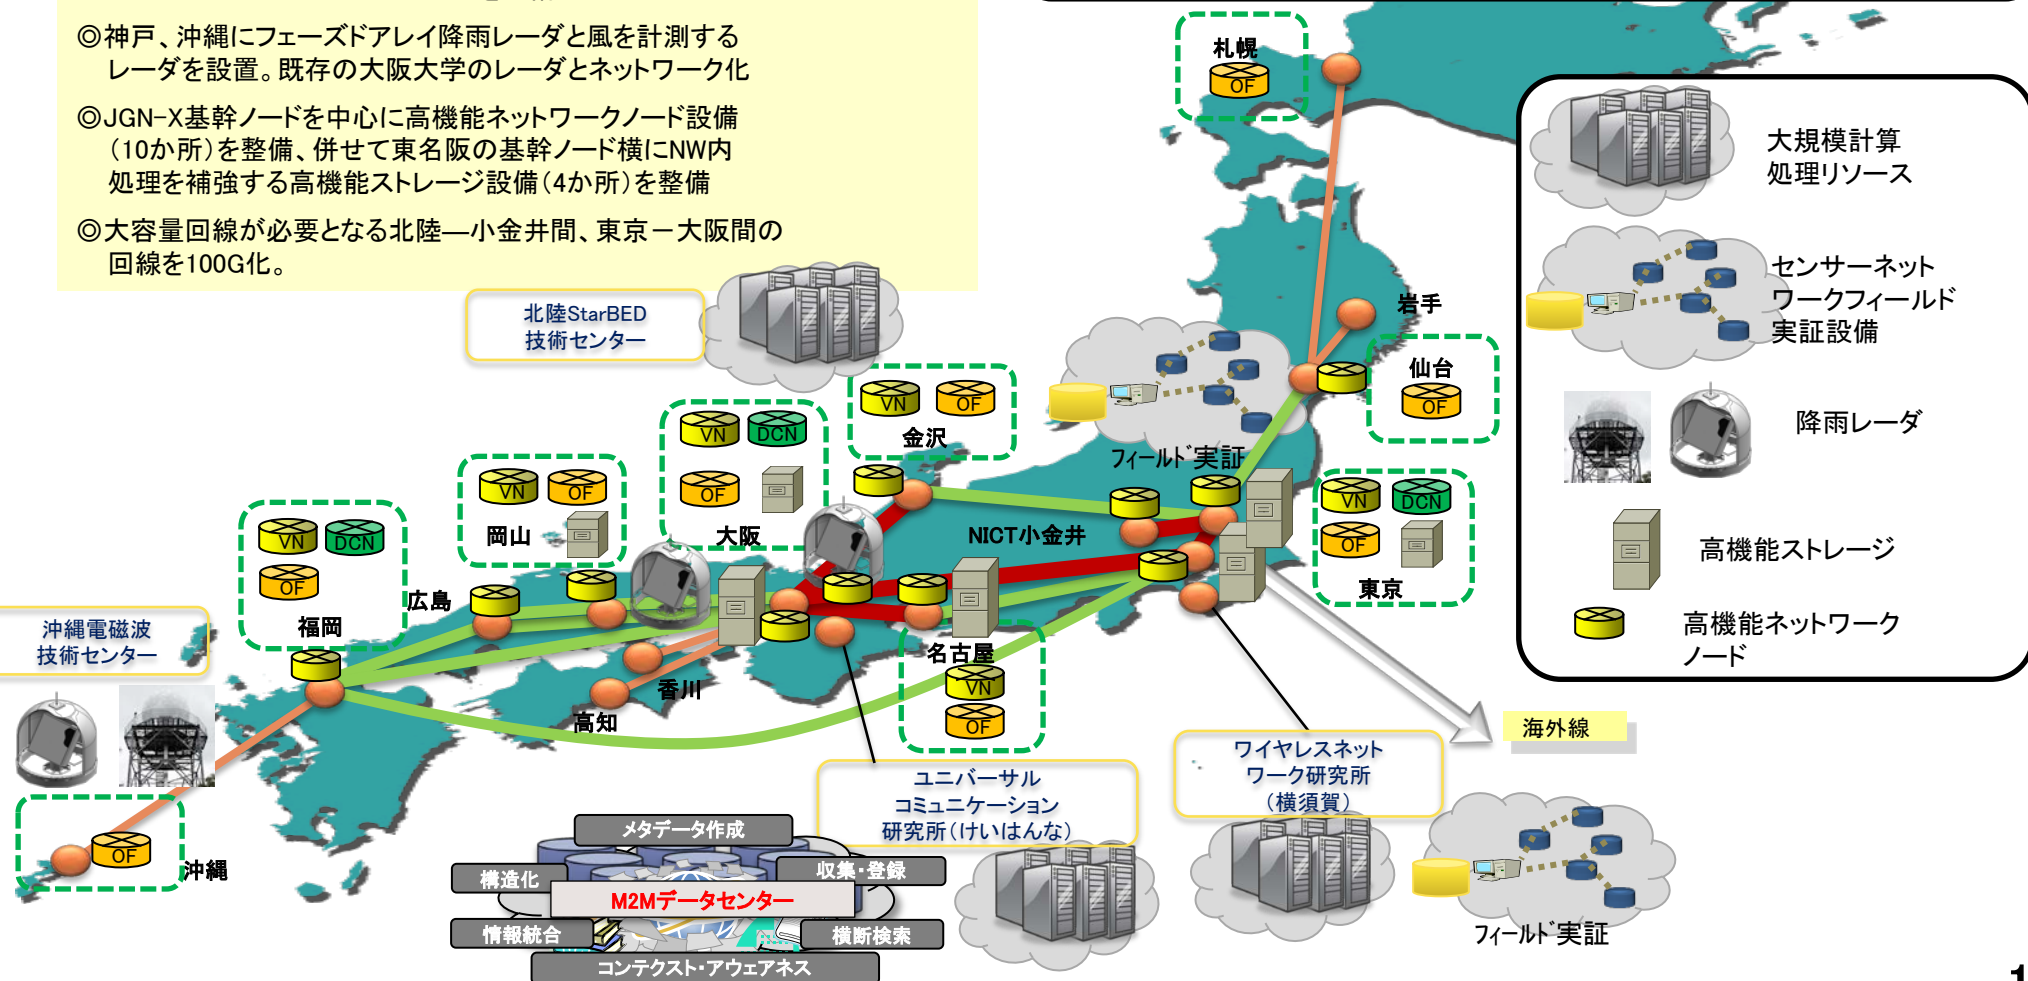 ◎神戸、沖縄にフェーズドアレイ降雨レーダと風を計測する
レーダを設置。既存の大阪大学のレーダとネットワーク化
◎JGN-X基幹ノードを中心に高機能ネットワークノード設備
（10か所）を整備、併せて東名阪の基幹ノード横にNW内
処理を補強する高機能ストレージ設備（4か所）を整備
◎大容量回線が必要となる北陸―小金井間、東京－大阪間の
回線を100G化。
札幌
OF
大規模計算
処理リソース
センサーネット
ワークフィールド
実証設備
降雨レーダ
高機能ストレージ
高機能ネットワーク
ノード
北陸StarBED
技術センター
岩手
仙台
OF
VN
OF
金沢
フィールド実証
VN
DCN
OF
大阪
VN
OF
岡山
VN
DCN
OF
福岡
広島
NICT小金井
VN
DCN
OF
東京
沖縄電磁波
技術センター
名古屋
VN
OF
香川
高知
海外線
ユニバーサル
コミュニケーション
研究所（けいはんな）
ワイヤレスネット
ワーク研究所
（横須賀）
OF
沖縄
メタデータ作成
構造化
収集・登録
M2Mデータセンター
情報統合
横断検索
コンテクスト・アウェアネス
フィールド実証
1